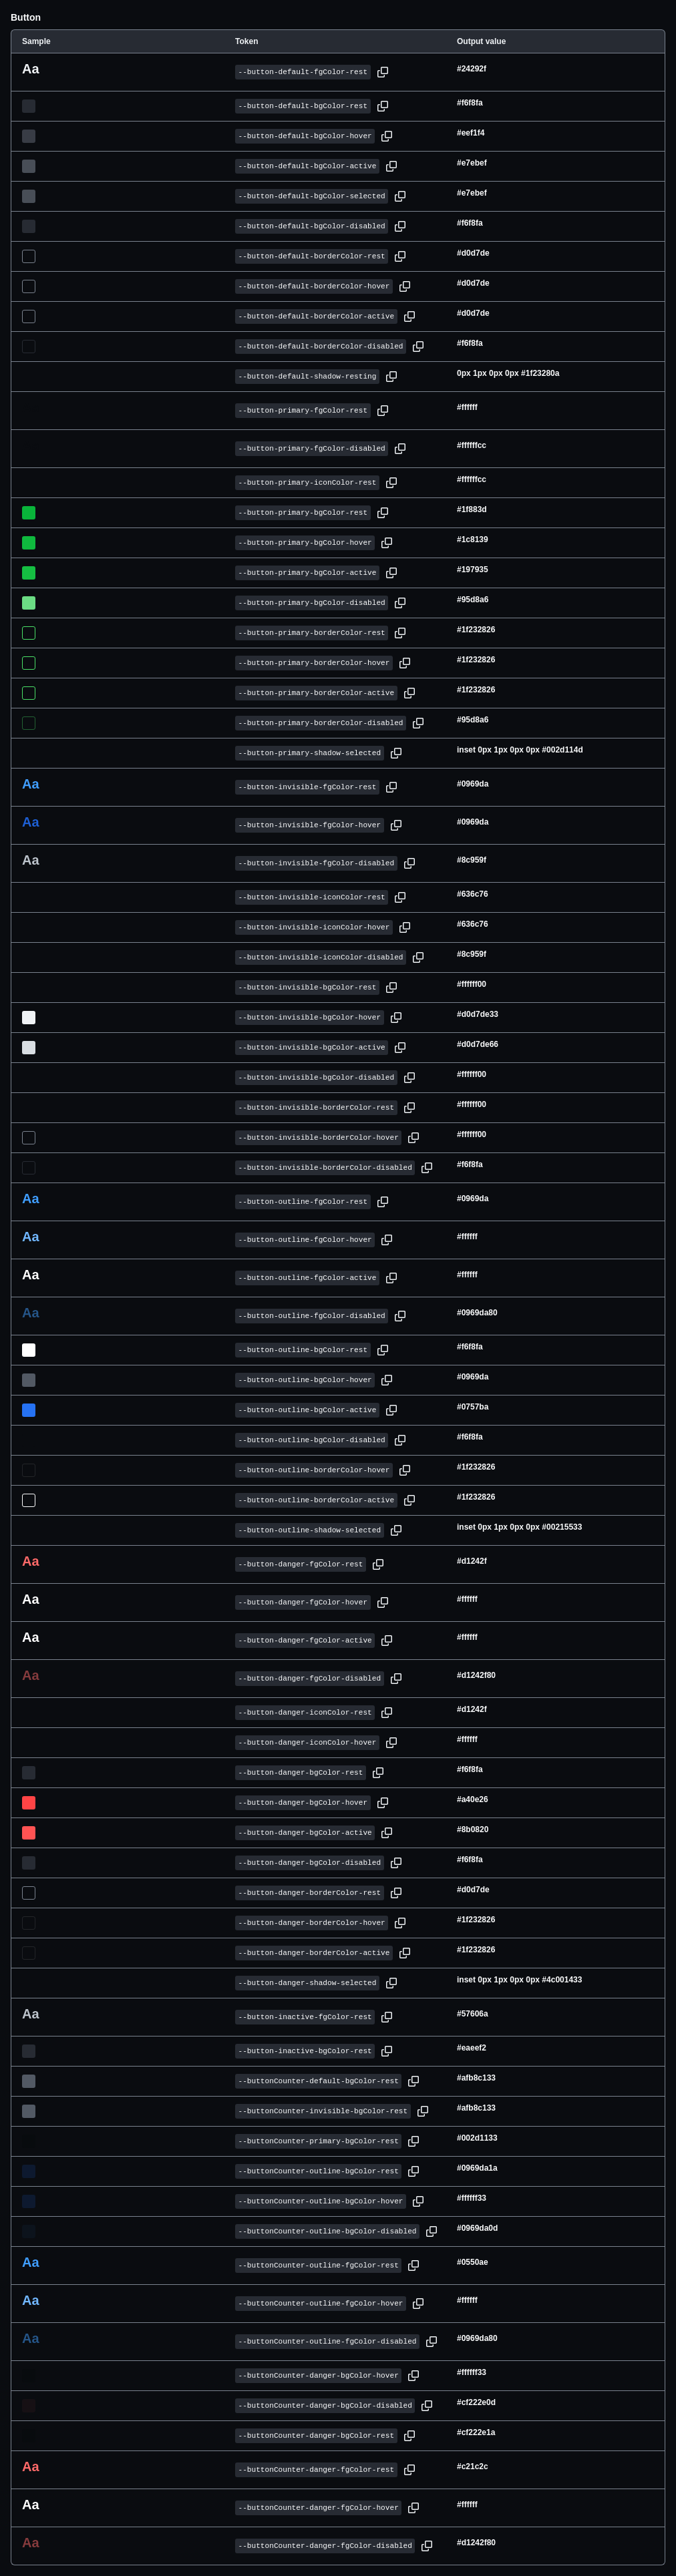 Button
Sample Token Output value
Aa --button-default-fgColor-rest #24292f
--button-default-bgColor-rest #f6f8fa
--button-default-bgColor-hover #eef1f4
--button-default-bgColor-active #e7ebef
--button-default-bgColor-selected #e7ebef
--button-default-bgColor-disabled #f6f8fa
--button-default-borderColor-rest #d0d7de
--button-default-borderColor-hover #d0d7de
--button-default-borderColor-active #d0d7de
--button-default-borderColor-disabled #f6f8fa
--button-default-shadow-resting 0px 1px 0px 0px #1f23280a
--button-primary-fgColor-rest #ffffff
--button-primary-fgColor-disabled #ffffffcc
--button-primary-iconColor-rest #ffffffcc
--button-primary-bgColor-rest #1f883d
--button-primary-bgColor-hover #1c8139
--button-primary-bgColor-active #197935
--button-primary-bgColor-disabled #95d8a6
--button-primary-borderColor-rest #1f232826
--button-primary-borderColor-hover #1f232826
--button-primary-borderColor-active #1f232826
--button-primary-borderColor-disabled #95d8a6
--button-primary-shadow-selected inset 0px 1px 0px 0px #002d114d
Aa --button-invisible-fgColor-rest #0969da
Aa --button-invisible-fgColor-hover #0969da
Aa --button-invisible-fgColor-disabled #8c959f
--button-invisible-iconColor-rest #636c76
--button-invisible-iconColor-hover #636c76
--button-invisible-iconColor-disabled #8c959f
--button-invisible-bgColor-rest #ffffff00
--button-invisible-bgColor-hover #d0d7de33
--button-invisible-bgColor-active #d0d7de66
--button-invisible-bgColor-disabled #ffffff00
--button-invisible-borderColor-rest #ffffff00
--button-invisible-borderColor-hover #ffffff00
--button-invisible-borderColor-disabled #f6f8fa
Aa --button-outline-fgColor-rest #0969da
Aa --button-outline-fgColor-hover #ffffff
Aa --button-outline-fgColor-active #ffffff
Aa --button-outline-fgColor-disabled #0969da80
--button-outline-bgColor-rest #f6f8fa
--button-outline-bgColor-hover #0969da
--button-outline-bgColor-active #0757ba
--button-outline-bgColor-disabled #f6f8fa
--button-outline-borderColor-hover #1f232826
--button-outline-borderColor-active #1f232826
--button-outline-shadow-selected inset 0px 1px 0px 0px #00215533
Aa --button-danger-fgColor-rest #d1242f
Aa --button-danger-fgColor-hover #ffffff
Aa --button-danger-fgColor-active #ffffff
Aa --button-danger-fgColor-disabled #d1242f80
--button-danger-iconColor-rest #d1242f
--button-danger-iconColor-hover #ffffff
--button-danger-bgColor-rest #f6f8fa
--button-danger-bgColor-hover #a40e26
--button-danger-bgColor-active #8b0820
--button-danger-bgColor-disabled #f6f8fa
--button-danger-borderColor-rest #d0d7de
--button-danger-borderColor-hover #1f232826
--button-danger-borderColor-active #1f232826
--button-danger-shadow-selected inset 0px 1px 0px 0px #4c001433
Aa --button-inactive-fgColor-rest #57606a
--button-inactive-bgColor-rest #eaeef2
--buttonCounter-default-bgColor-rest #afb8c133
--buttonCounter-invisible-bgColor-rest #afb8c133
--buttonCounter-primary-bgColor-rest #002d1133
--buttonCounter-outline-bgColor-rest #0969da1a
--buttonCounter-outline-bgColor-hover #ffffff33
--buttonCounter-outline-bgColor-disabled #0969da0d
Aa --buttonCounter-outline-fgColor-rest #0550ae
Aa --buttonCounter-outline-fgColor-hover #ffffff
Aa --buttonCounter-outline-fgColor-disabled #0969da80
--buttonCounter-danger-bgColor-hover #ffffff33
--buttonCounter-danger-bgColor-disabled #cf222e0d
--buttonCounter-danger-bgColor-rest #cf222e1a
Aa --buttonCounter-danger-fgColor-rest #c21c2c
Aa --buttonCounter-danger-fgColor-hover #ffffff
Aa --buttonCounter-danger-fgColor-disabled #d1242f80